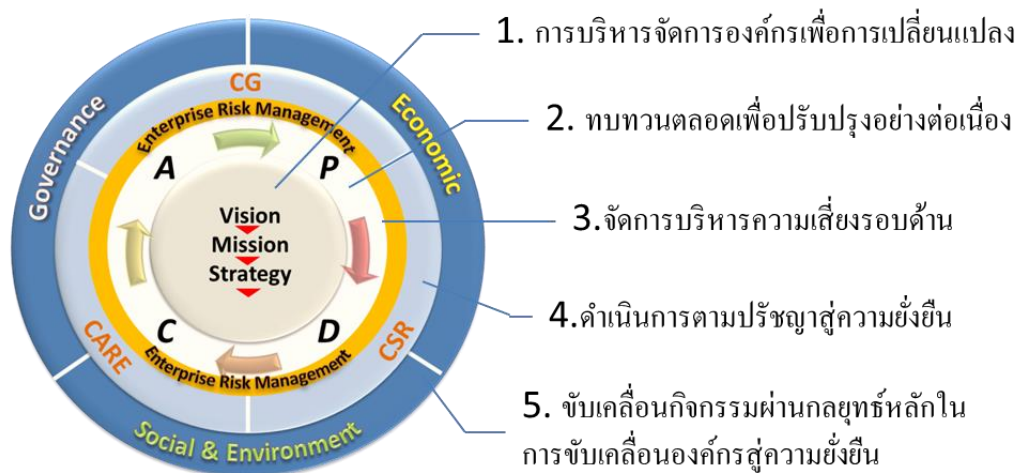 CG
Enterprise Risk Management
Governance
Economic
A
P
Vision
Mission
Strategy
C
D
CARE
CSR
Enterprise Risk Management
Social & Environment
1. การบริหารจัดการองค์กรเพื่อการเปลี่ยนแปลง
2. ทบทวนตลอดเพื่อปรับปรุงอย่างต่อเนื่อง
3.จัดการบริหารความเสี่ยงรอบด้าน
4.ดำเนินการตามปรัชญาสู่ความยั่งยืน
5. ขับเคลื่อนกิจกรรมผ่านกลยุทธ์หลักใน
การขับเคลื่อนองค์กรสู่ความยั่งยืน